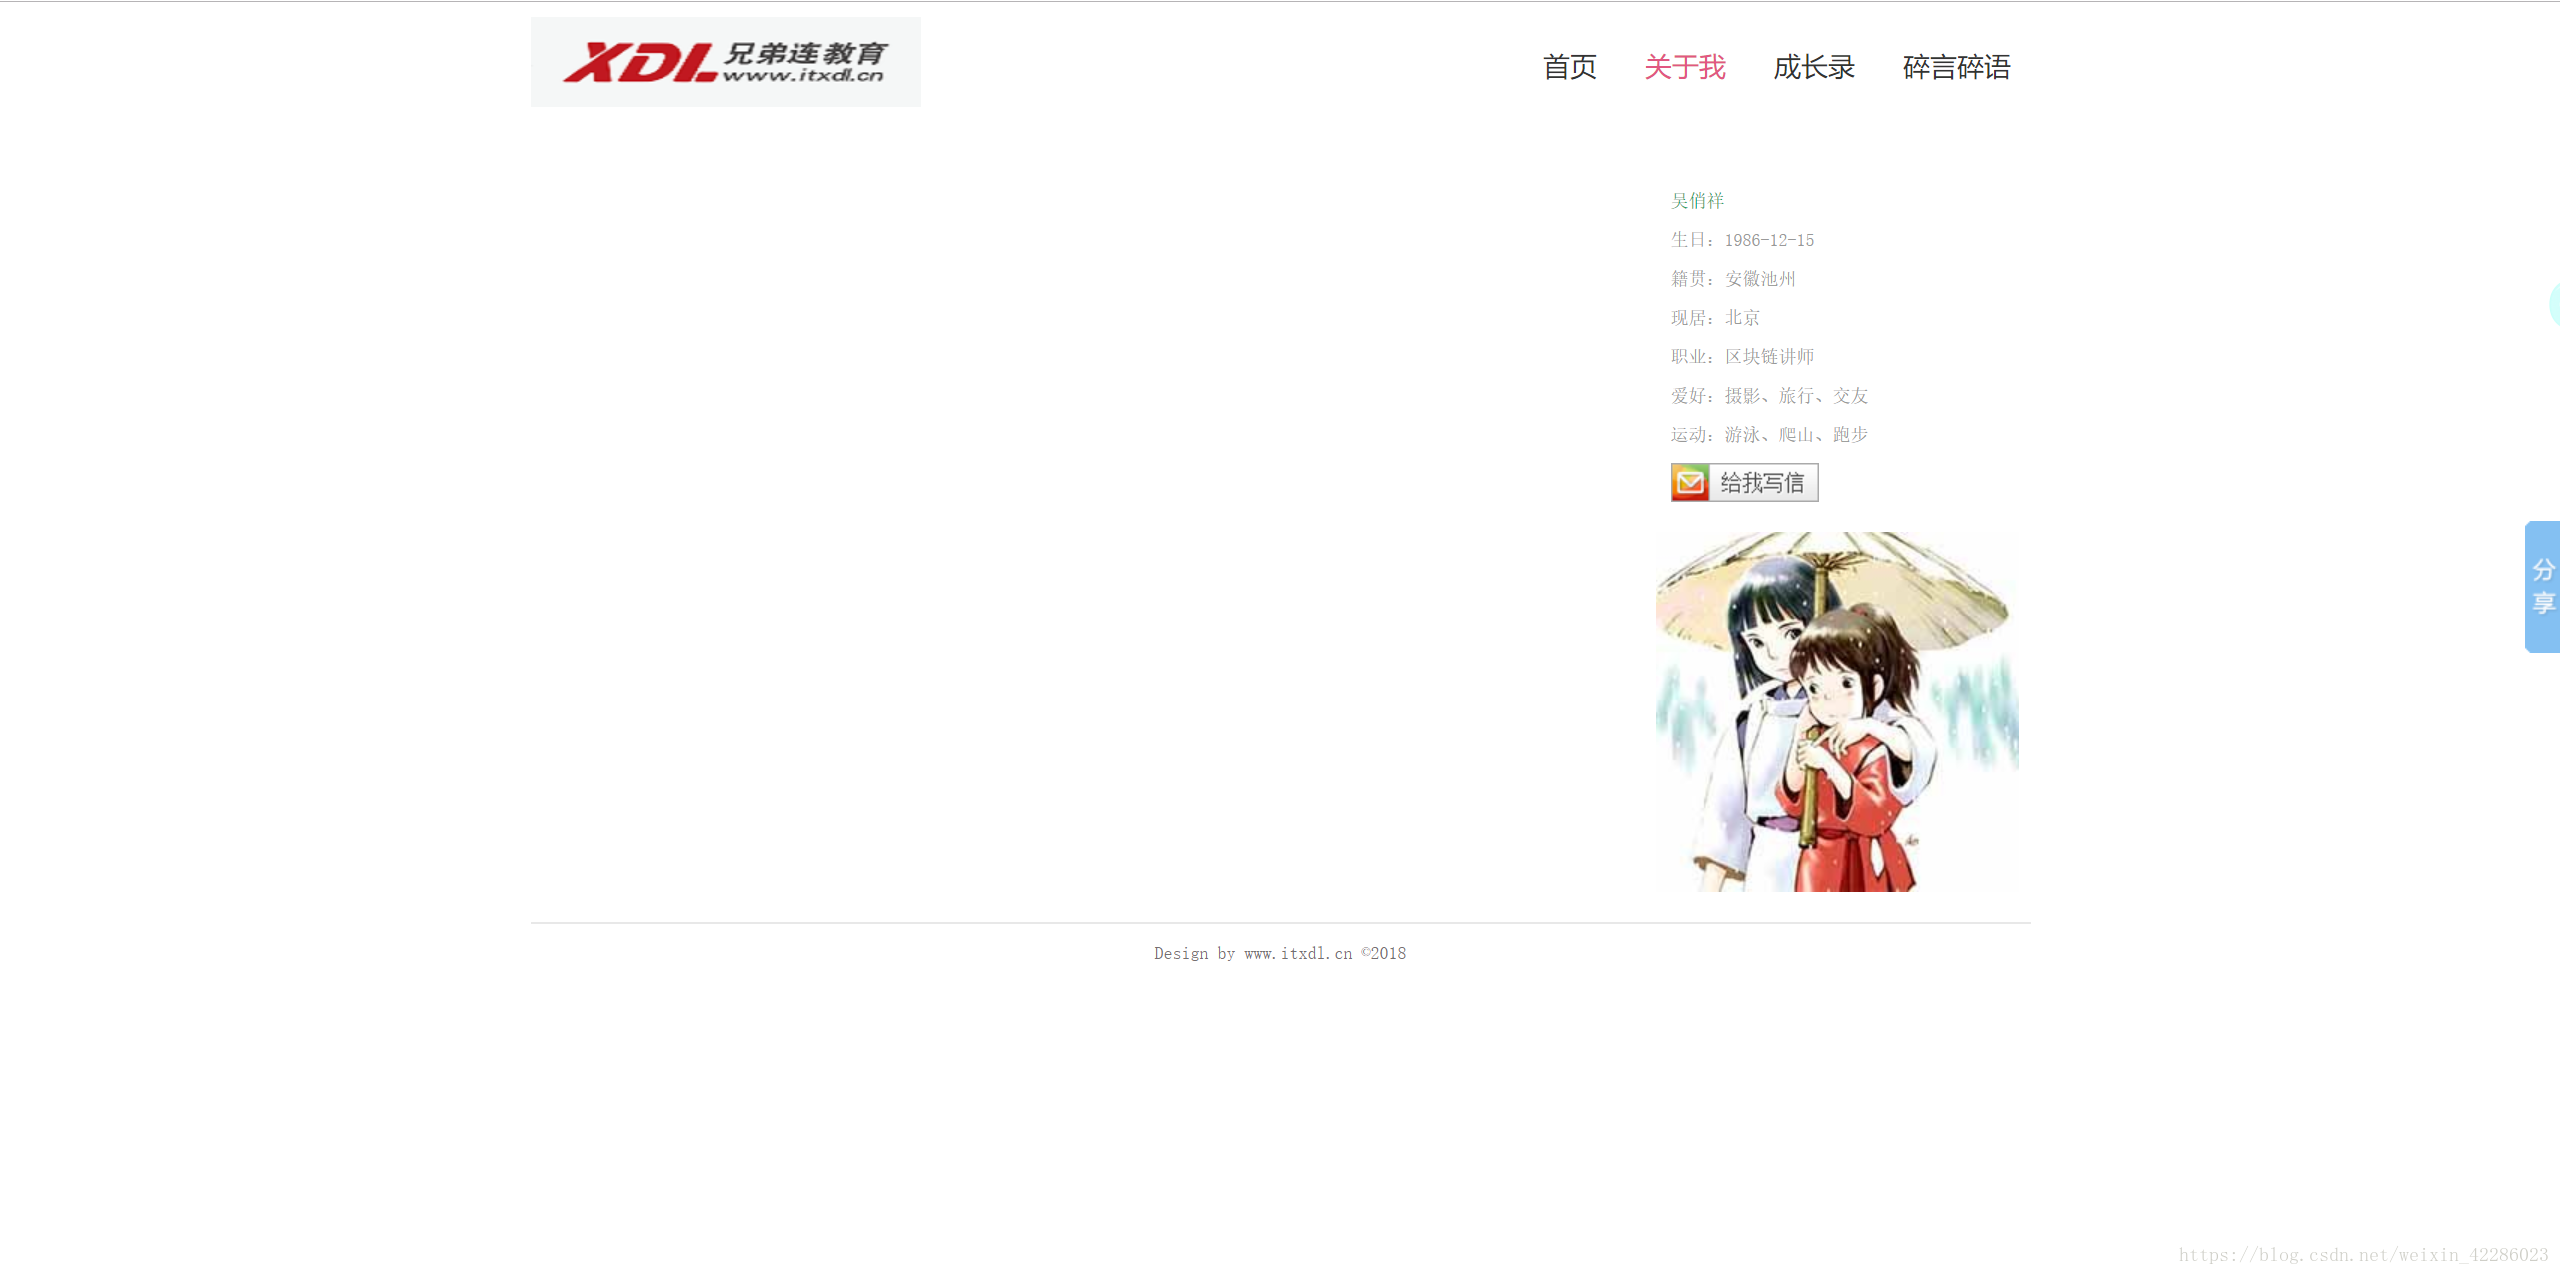 XDL 兄弟连教育
www.itxdl.cn
首页 关于我 成长录 碎言碎语
吴俏祥
生日：1986-12-15
籍贯：安徽池州
现居：北京
职业：区块链讲师
爱好：摄影、旅行、交友
运动：游泳、爬山、跑步
给我写信
分
享
Design by www.itxdl.cn ©2018
https://blog.csdn.net/weixin_42286023